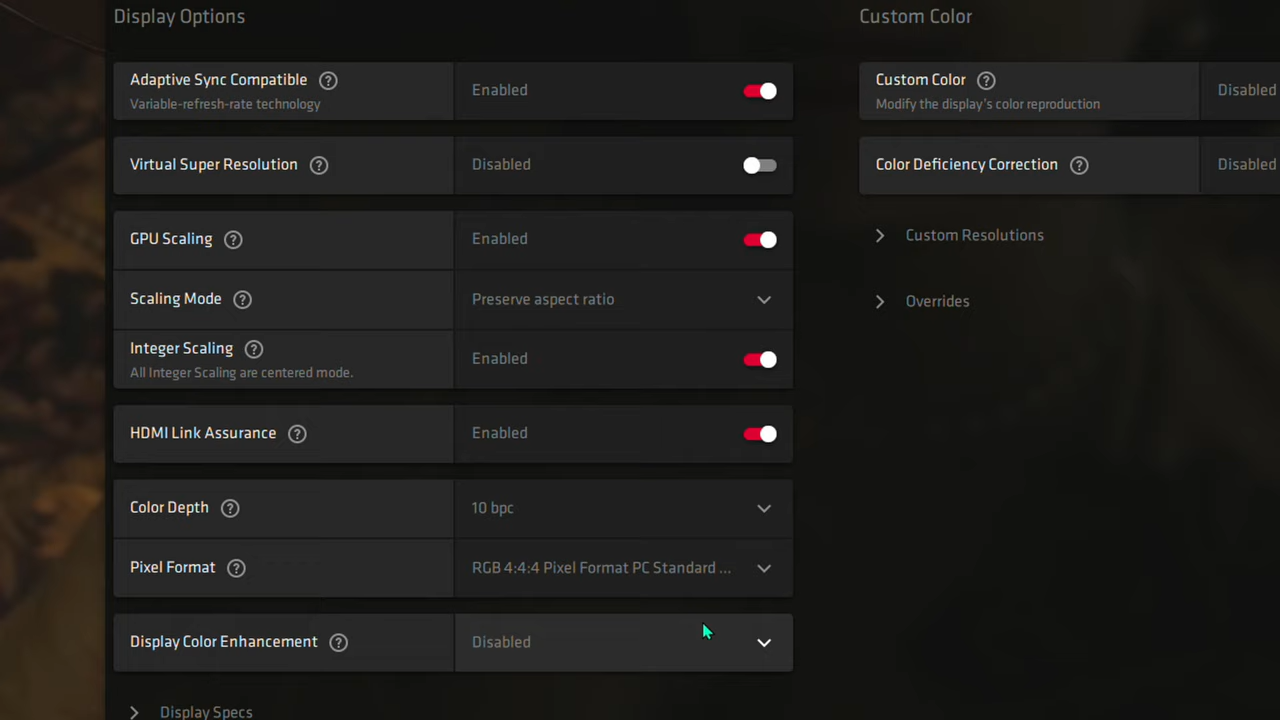 Display Options
Adaptive Sync Compatible
Variable-refresh-rate technology
Enabled
Virtual Super Resolution
Disabled
GPU Scaling
Enabled
Scaling Mode
Preserve aspect ratio
Integer Scaling
All Integer Scaling are centered mode.
Enabled
HDMI Link Assurance
Enabled
Color Depth
10 bpc
Pixel Format
RGB 4:4:4 Pixel Format PC Standard ...
Display Color Enhancement
Disabled
Display Specs
Custom Color
Custom Color
Modify the display's color reproduction
Disabled
Color Deficiency Correction
Disabled
Custom Resolutions
Overrides